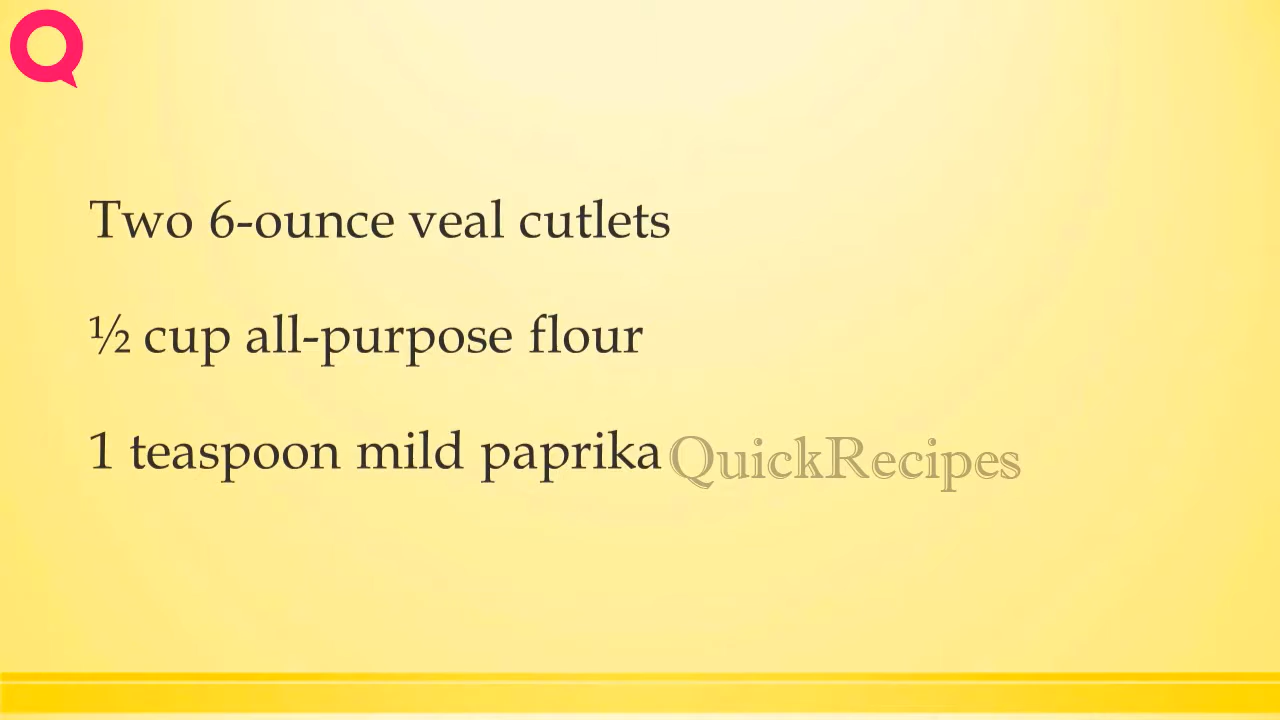 Two 6-ounce veal cutlets
½ cup all-purpose flour
1 teaspoon mild paprika
QuickRecipes